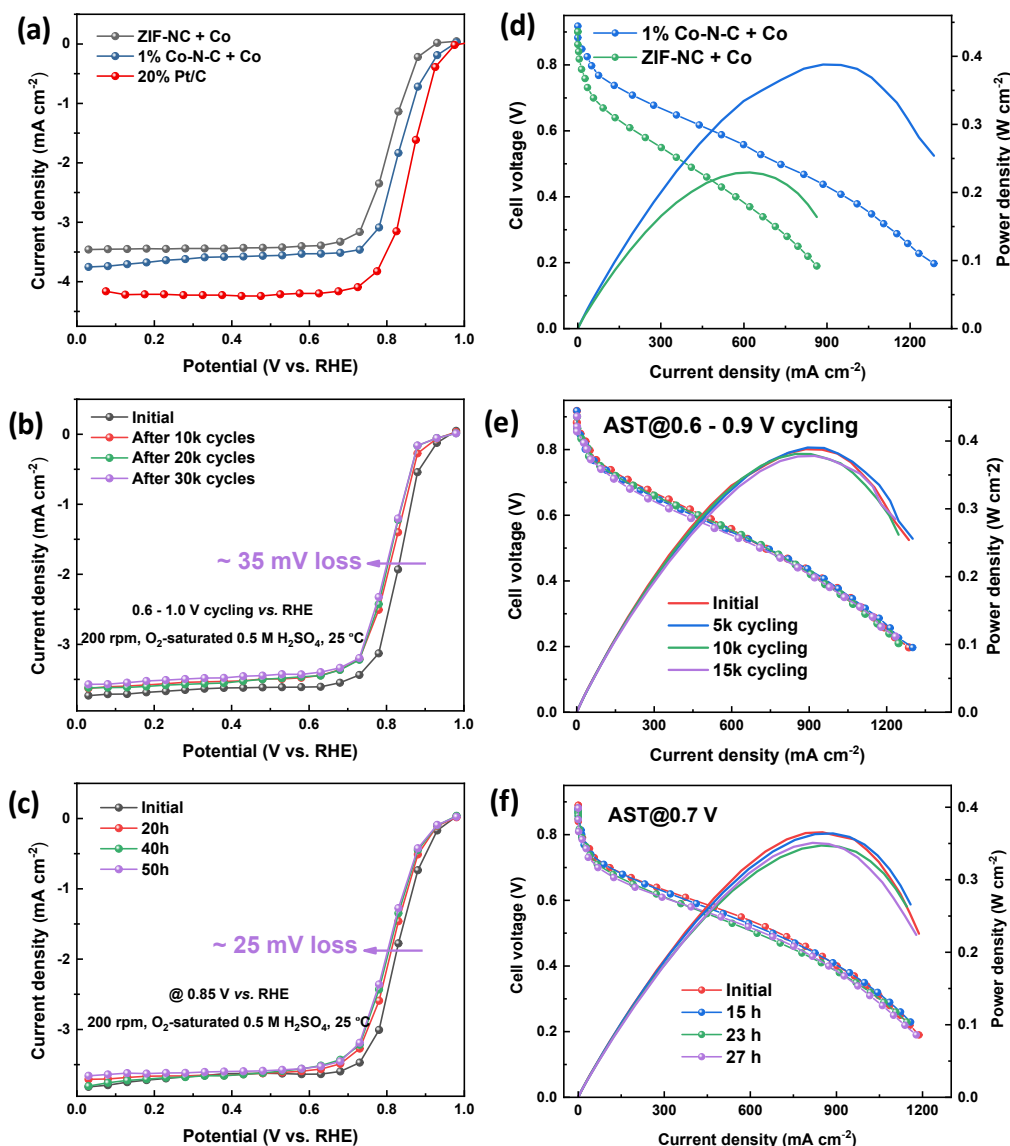 (a)
ZIF-NC + Co
1% Co-N-C + Co
20% Pt/C
Current density (mA cm⁻²)
0
-1
-2
-3
-4
0.0 0.2 0.4 0.6 0.8 1.0
Potential (V vs. RHE)
(d)
1% Co-N-C + Co
ZIF-NC + Co
Cell voltage (V)
0.8
0.6
0.4
0.2
0.0
Power density (W cm⁻²)
0.4
0.3
0.2
0.1
0.0
0 300 600 900 1200
Current density (mA cm⁻²)
(b)
Initial
After 10k cycles
After 20k cycles
After 30k cycles
~ 35 mV loss
0.6 - 1.0 V cycling vs. RHE
200 rpm, O₂-saturated 0.5 M H₂SO₄, 25 °C
Current density (mA cm⁻²)
0
-1
-2
-3
0.0 0.2 0.4 0.6 0.8 1.0
Potential (V vs. RHE)
(e)
AST@0.6 - 0.9 V cycling
Initial
5k cycling
10k cycling
15k cycling
Cell voltage (V)
0.8
0.6
0.4
0.2
0.0
Power density (W cm-²)
0.4
0.3
0.2
0.1
0.0
0 300 600 900 1200
Current density (mA cm⁻²)
(c)
Initial
20h
40h
50h
~ 25 mV loss
@ 0.85 V vs. RHE
200 rpm, O₂-saturated 0.5 M H₂SO₄, 25 °C
Current density (mA cm⁻²)
0
-1
-2
-3
0.0 0.2 0.4 0.6 0.8 1.0
Potential (V vs. RHE)
(f)
AST@0.7 V
Initial
15 h
23 h
27 h
Cell voltage (V)
0.8
0.6
0.4
0.2
0.0
Power density (W cm⁻²)
0.4
0.3
0.2
0.1
0.0
0 300 600 900 1200
Current density (mA cm⁻²)